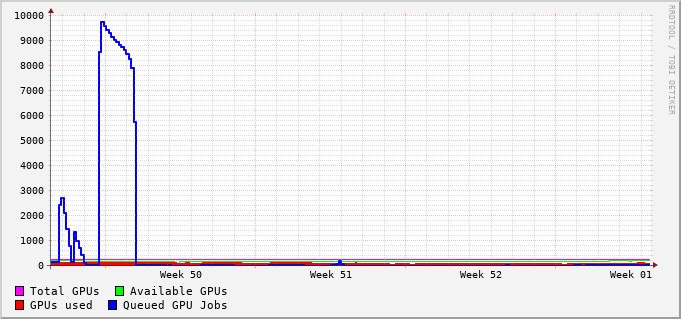 RRDTOOL / TOBI OETIKER
10000
9000
8000
7000
6000
5000
4000
3000
2000
1000
0
Week 50 Week 51 Week 52 Week 01
Total GPUs Available GPUs
GPUs used Queued GPU Jobs